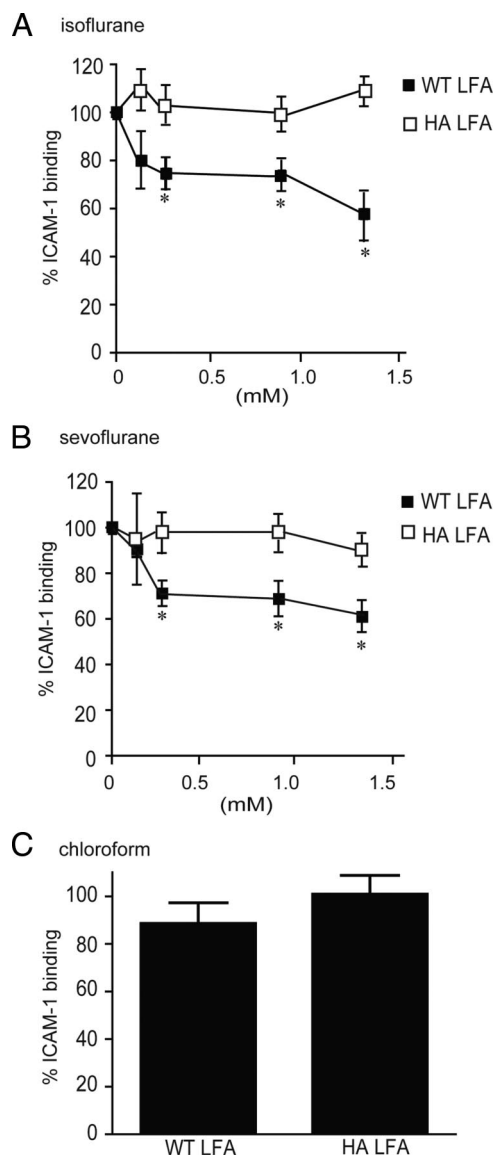 A isoflurane
120
100
80
60
40
20
0
% ICAM-1 binding
WT LFA
HA LFA
*
*
*
0 0.5 1.0 1.5
(mM)
B sevoflurane
120
100
80
60
40
20
0
% ICAM-1 binding
WT LFA
HA LFA
*
*
*
0 0.5 1.0 1.5
(mM)
C chloroform
100
80
60
40
20
0
% ICAM-1 binding
WT LFA HA LFA